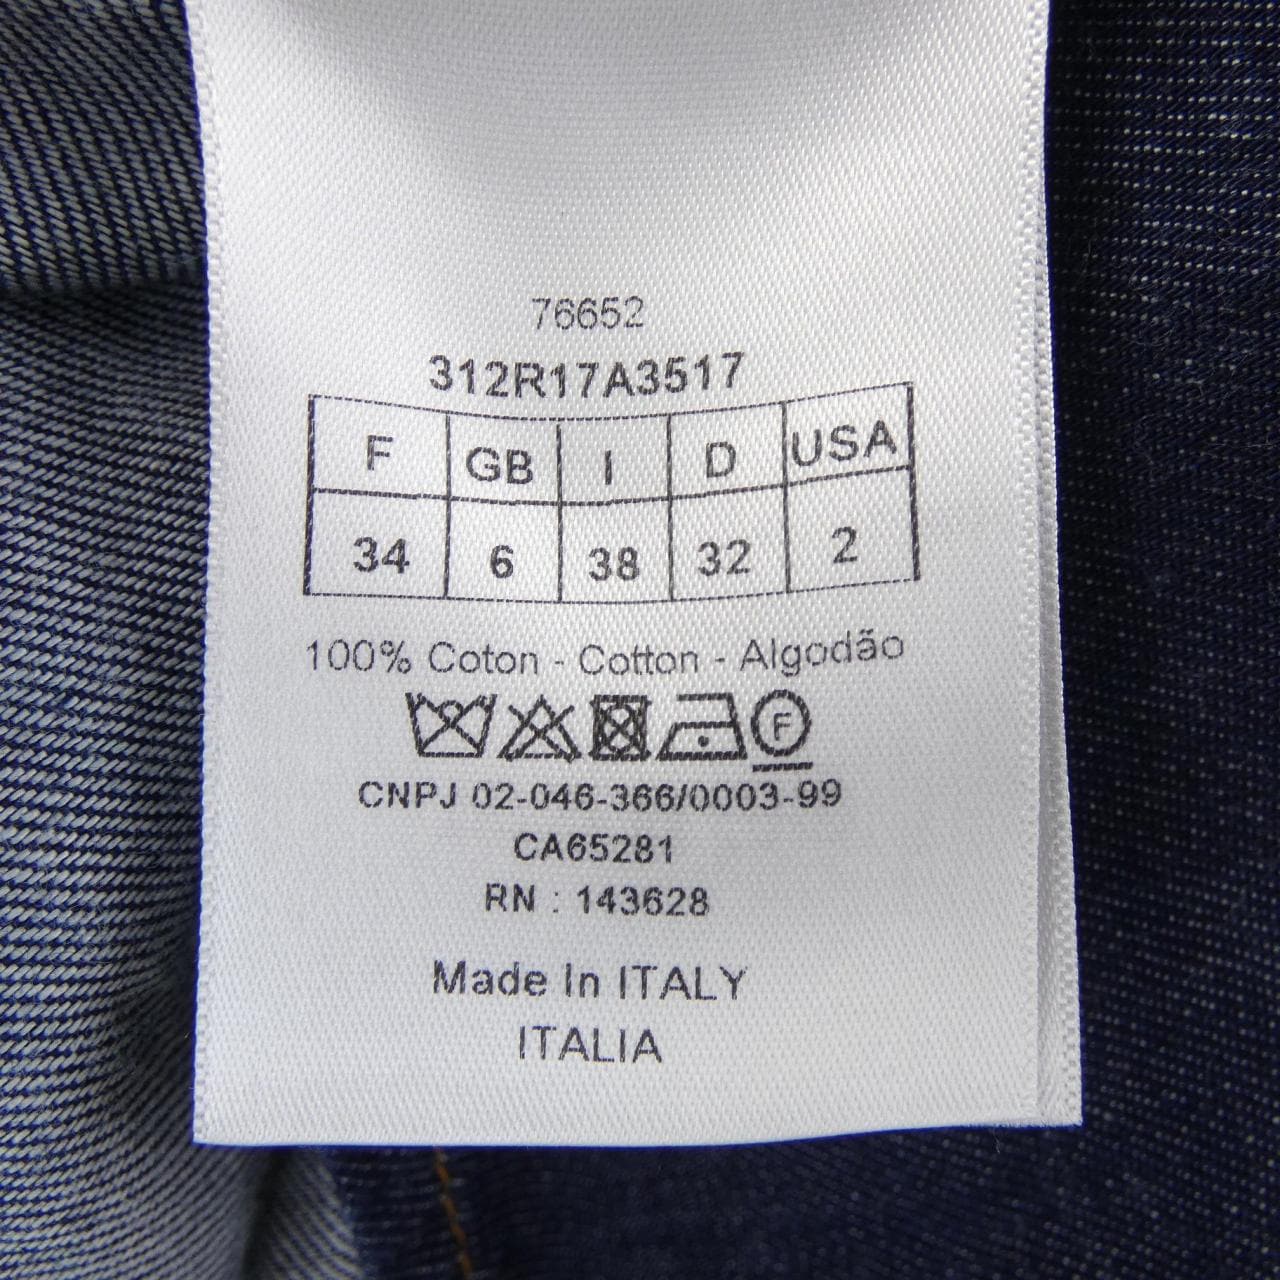 76652
312R17A3517
F GB I D USA
34 6 38 32 2
100% Coton - Cotton - Algodão
F
CNPJ 02-046-366/0003-99
CA65281
RN : 143628
Made In ITALY
ITALIA